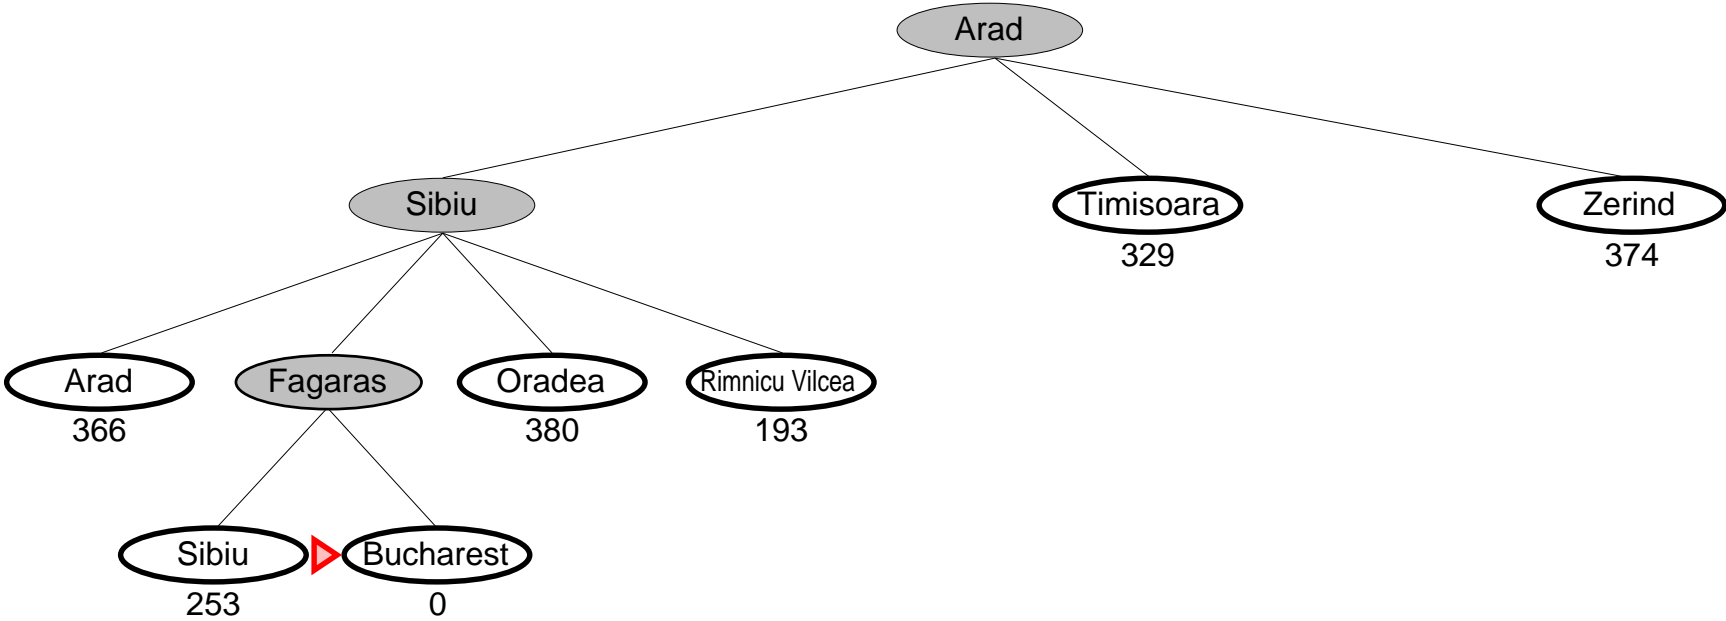 Arad
Sibiu
Timisoara
Zerind
329
374
Arad
Fagaras
Oradea
Rimnicu Vilcea
366
380
193
Sibiu
Bucharest
253
0